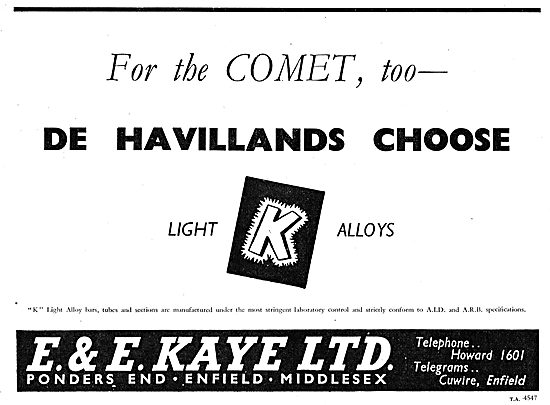 For the COMET, too—
DE HAVILLANDS CHOOSE
LIGHT K ALLOYS
"K" Light Alloy bars, tubes and sections are manufactured under the most stringent laboratory control and strictly conform to A.I.D. and A.R.B. specifications.
E. & E. KAYE LTD.
PONDERS END · ENFIELD · MIDDLESEX
Telephone..
Howard 1601
Telegrams..
Cuwire, Enfield
T.A. 4547